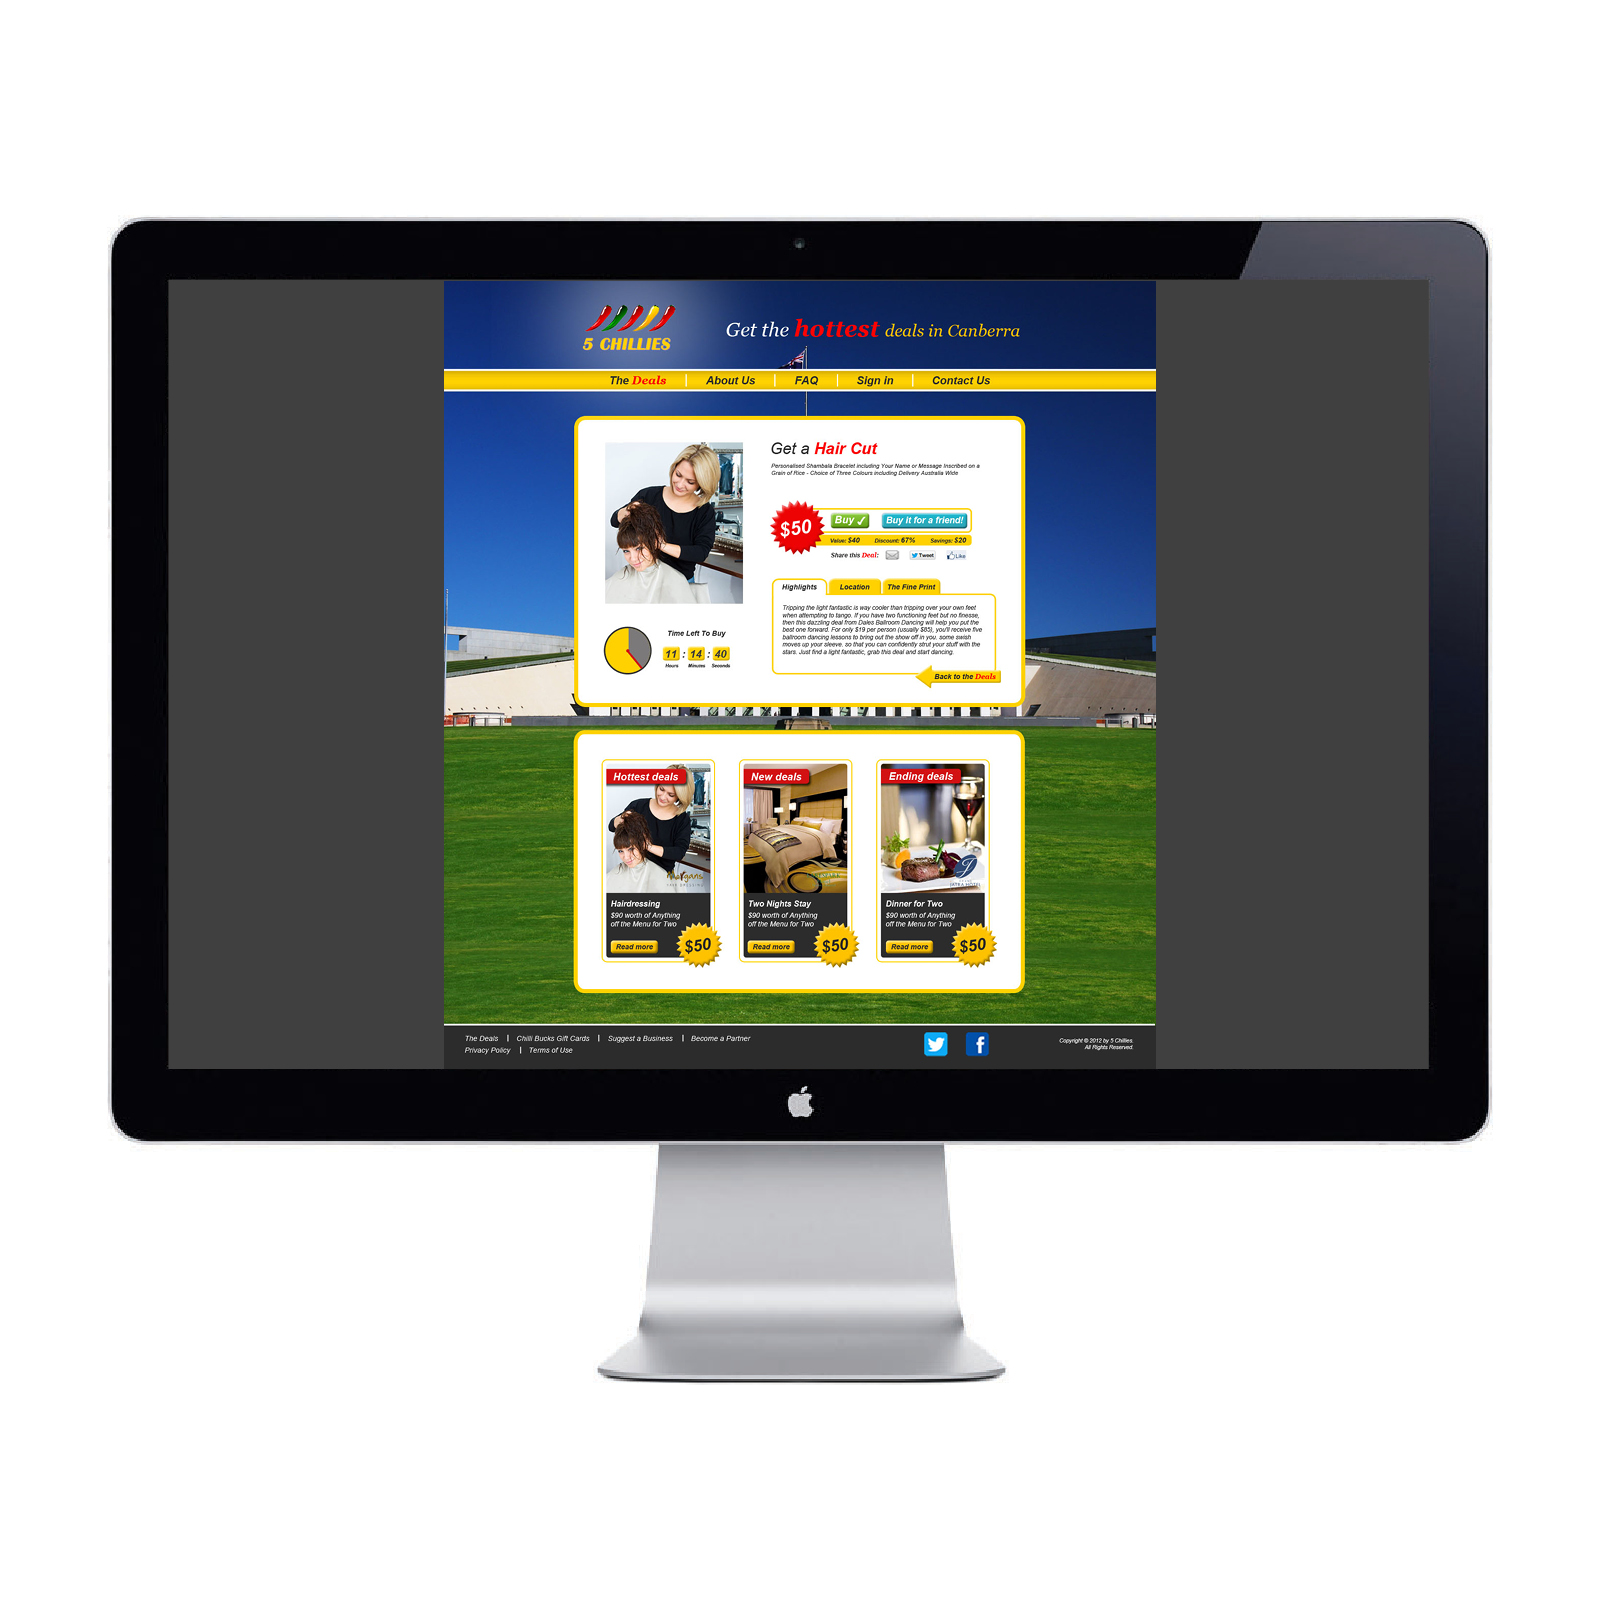 5 CHILLIES
Get the hottest deals in Canberra
The Deals
About Us
FAQ
Sign in
Contact Us
Get a Hair Cut
Personalised Shambala Bracelet including Your Name or Message Inscribed on a
Grain of Rice - Choice of Three Colours including Delivery Australia Wide
$50
Buy
Buy it for a friend!
Value: $40
Discount: 67%
Savings: $20
Share this Deal:
Tweet
Like
Highlights
Location
The Fine Print
Tripping the light fantastic is way cooler than tripping over your own feet
when attempting to tango. If you have two functioning feet but no finesse,
then this dazzling deal from Dales Ballroom Dancing will help you put the
best one forward. For only $19 per person (usually $85), you'll receive five
ballroom dancing lessons to bring out the show off in you. some swish
moves up your sleeve. so that you can confidently strut your stuff with the
stars. Just find a light fantastic, grab this deal and start dancing.
Back to the Deals
Time Left To Buy
11 : 14 : 40
Hours
Minutes
Seconds
Hottest deals
Hairdressing
$90 worth of Anything
off the Menu for Two
Read more
$50
New deals
Two Nights Stay
$90 worth of Anything
off the Menu for Two
Read more
$50
Ending deals
Dinner for Two
$90 worth of Anything
off the Menu for Two
Read more
$50
The Deals | Chilli Bucks Gift Cards | Suggest a Business | Become a Partner
Privacy Policy | Terms of Use
Copyright © 2012 by 5 Chillies.
All Rights Reserved.